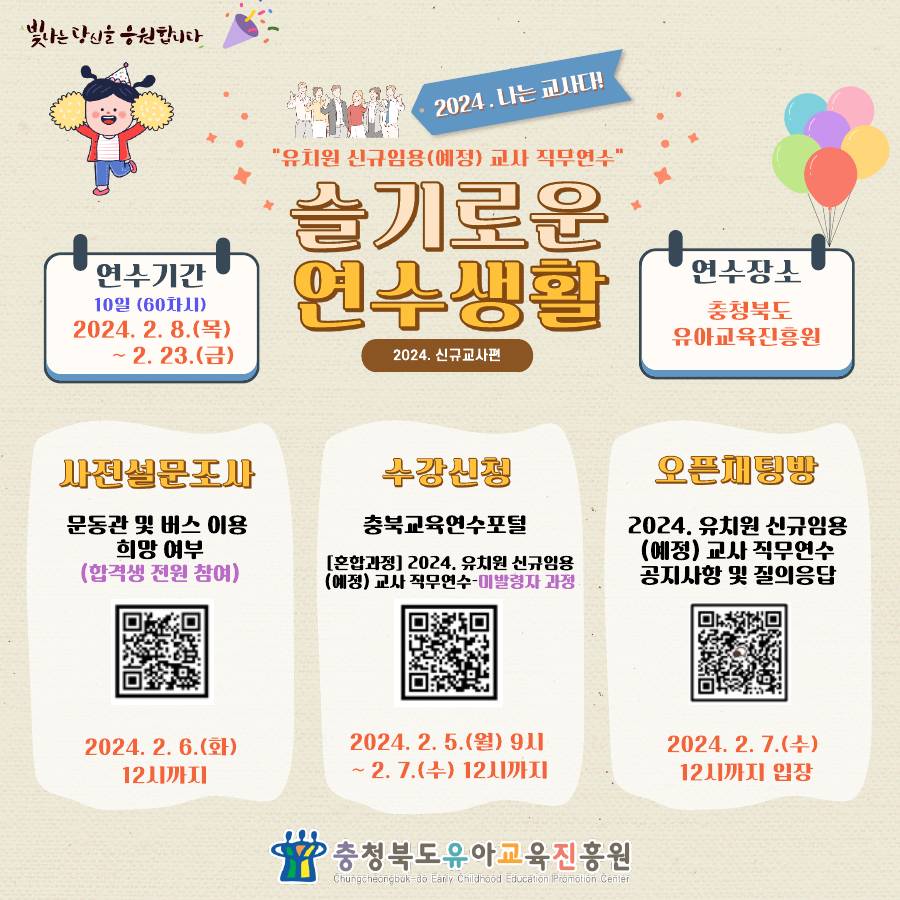 빛나는 당신을 응원합니다
2024. 나는 교사다!
"유치원 신규임용(예정) 교사 직무연수"
슬기로운
연수생활
2024. 신규교사편
연수기간
10일 (60차시)
2024. 2. 8.(목)
~ 2. 23.(금)
연수장소
충청북도
유아교육진흥원
사전설문조사
문동관 및 버스 이용
희망 여부
(합격생 전원 참여)
2024. 2. 6.(화)
12시까지
수강신청
충북교육연수포털
[혼합과정] 2024. 유치원 신규임용
(예정) 교사 직무연수-미발령자 과정
2024. 2. 5.(월) 9시
~ 2. 7.(수) 12시까지
오픈채팅방
2024. 유치원 신규임용
(예정) 교사 직무연수
공지사항 및 질의응답
2024. 2. 7.(수)
12시까지 입장
충청북도유아교육진흥원
Chungcheongbuk-do Early Childhood Education Promotion Center